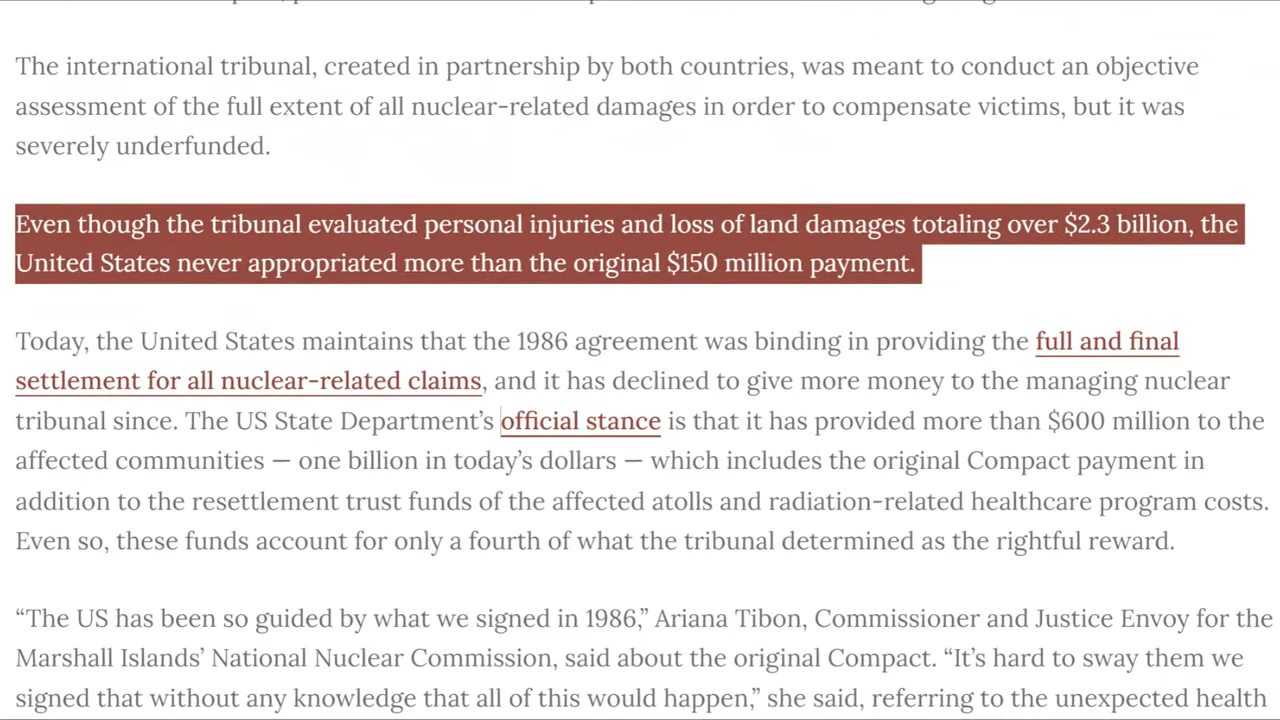 The international tribunal, created in partnership by both countries, was meant to conduct an objective
assessment of the full extent of all nuclear-related damages in order to compensate victims, but it was
severely underfunded.
Even though the tribunal evaluated personal injuries and loss of land damages totaling over $2.3 billion, the
United States never appropriated more than the original $150 million payment.
Today, the United States maintains that the 1986 agreement was binding in providing the full and final
settlement for all nuclear-related claims, and it has declined to give more money to the managing nuclear
tribunal since. The US State Department’s official stance is that it has provided more than $600 million to the
affected communities — one billion in today’s dollars — which includes the original Compact payment in
addition to the resettlement trust funds of the affected atolls and radiation-related healthcare program costs.
Even so, these funds account for only a fourth of what the tribunal determined as the rightful reward.
“The US has been so guided by what we signed in 1986,” Ariana Tibon, Commissioner and Justice Envoy for the
Marshall Islands’ National Nuclear Commission, said about the original Compact. “It’s hard to sway them we
signed that without any knowledge that all of this would happen,” she said, referring to the unexpected health